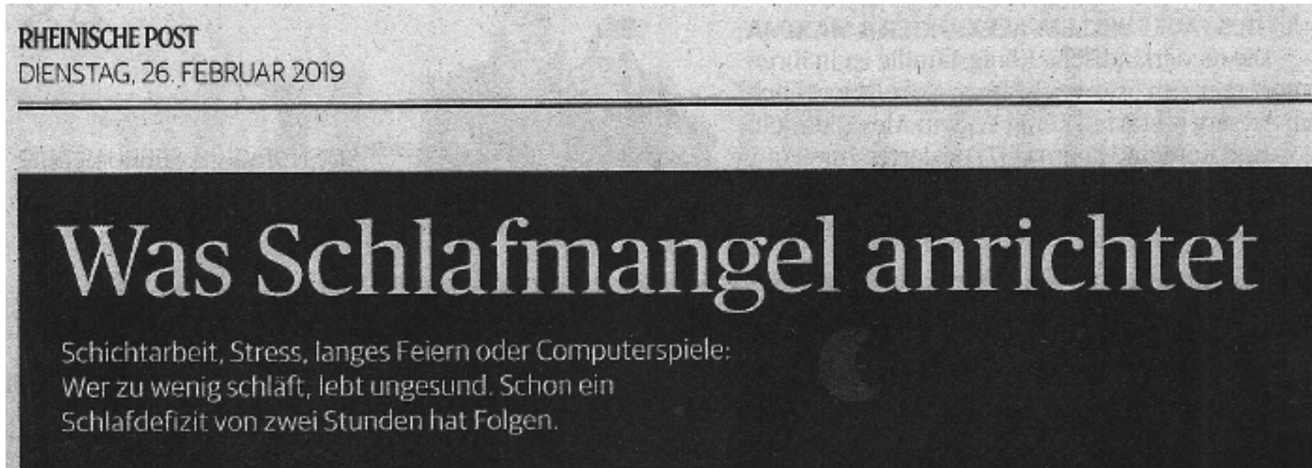 RHEINISCHE POST
DIENSTAG, 26. FEBRUAR 2019
Was Schlafmangel anrichtet
Schichtarbeit, Stress, langes Feiern oder Computerspiele:
Wer zu wenig schläft, lebt ungesund. Schon ein
Schlafdefizit von zwei Stunden hat Folgen.